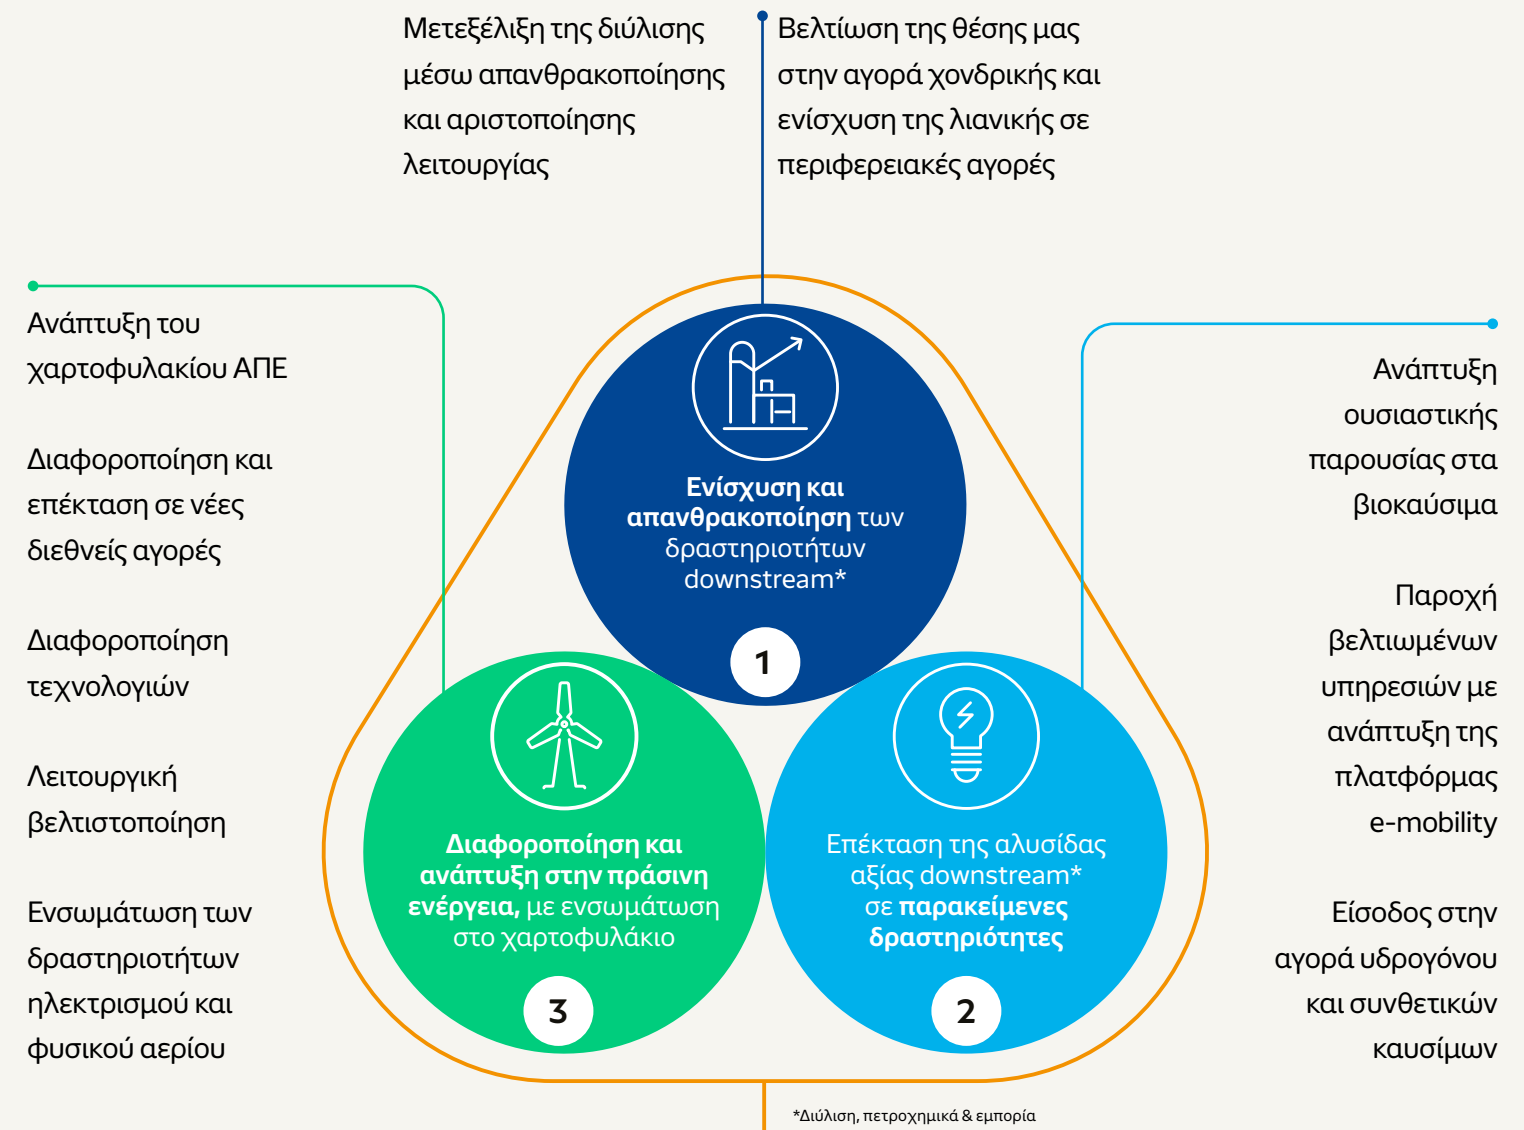 Μετεξέλιξη της διύλισης
μέσω απανθρακοποίησης
και αριστοποίησης
λειτουργίας
Βελτίωση της θέσης μας
στην αγορά χονδρικής και
ενίσχυση της λιανικής σε
περιφερειακές αγορές
Ανάπτυξη του
χαρτοφυλακίου ΑΠΕ
Διαφοροποίηση και
επέκταση σε νέες
διεθνείς αγορές
Διαφοροποίηση
τεχνολογιών
Λειτουργική
βελτιστοποίηση
Ενσωμάτωση των
δραστηριοτήτων
ηλεκτρισμού και
φυσικού αερίου
Ενίσχυση και
απανθρακοποίηση των
δραστηριοτήτων
downstream*
1
Διαφοροποίηση και
ανάπτυξη στην πράσινη
ενέργεια, με ενσωμάτωση
στο χαρτοφυλάκιο
3
Επέκταση της αλυσίδας
αξίας downstream*
σε παρακείμενες
δραστηριότητες
2
Ανάπτυξη
ουσιαστικής
παρουσίας στα
βιοκαύσιμα
Παροχή
βελτιωμένων
υπηρεσιών με
ανάπτυξη της
πλατφόρμας
e-mobility
Είσοδος στην
αγορά υδρογόνου
και συνθετικών
καυσίμων
*Διύλιση, πετροχημικά & εμπορία